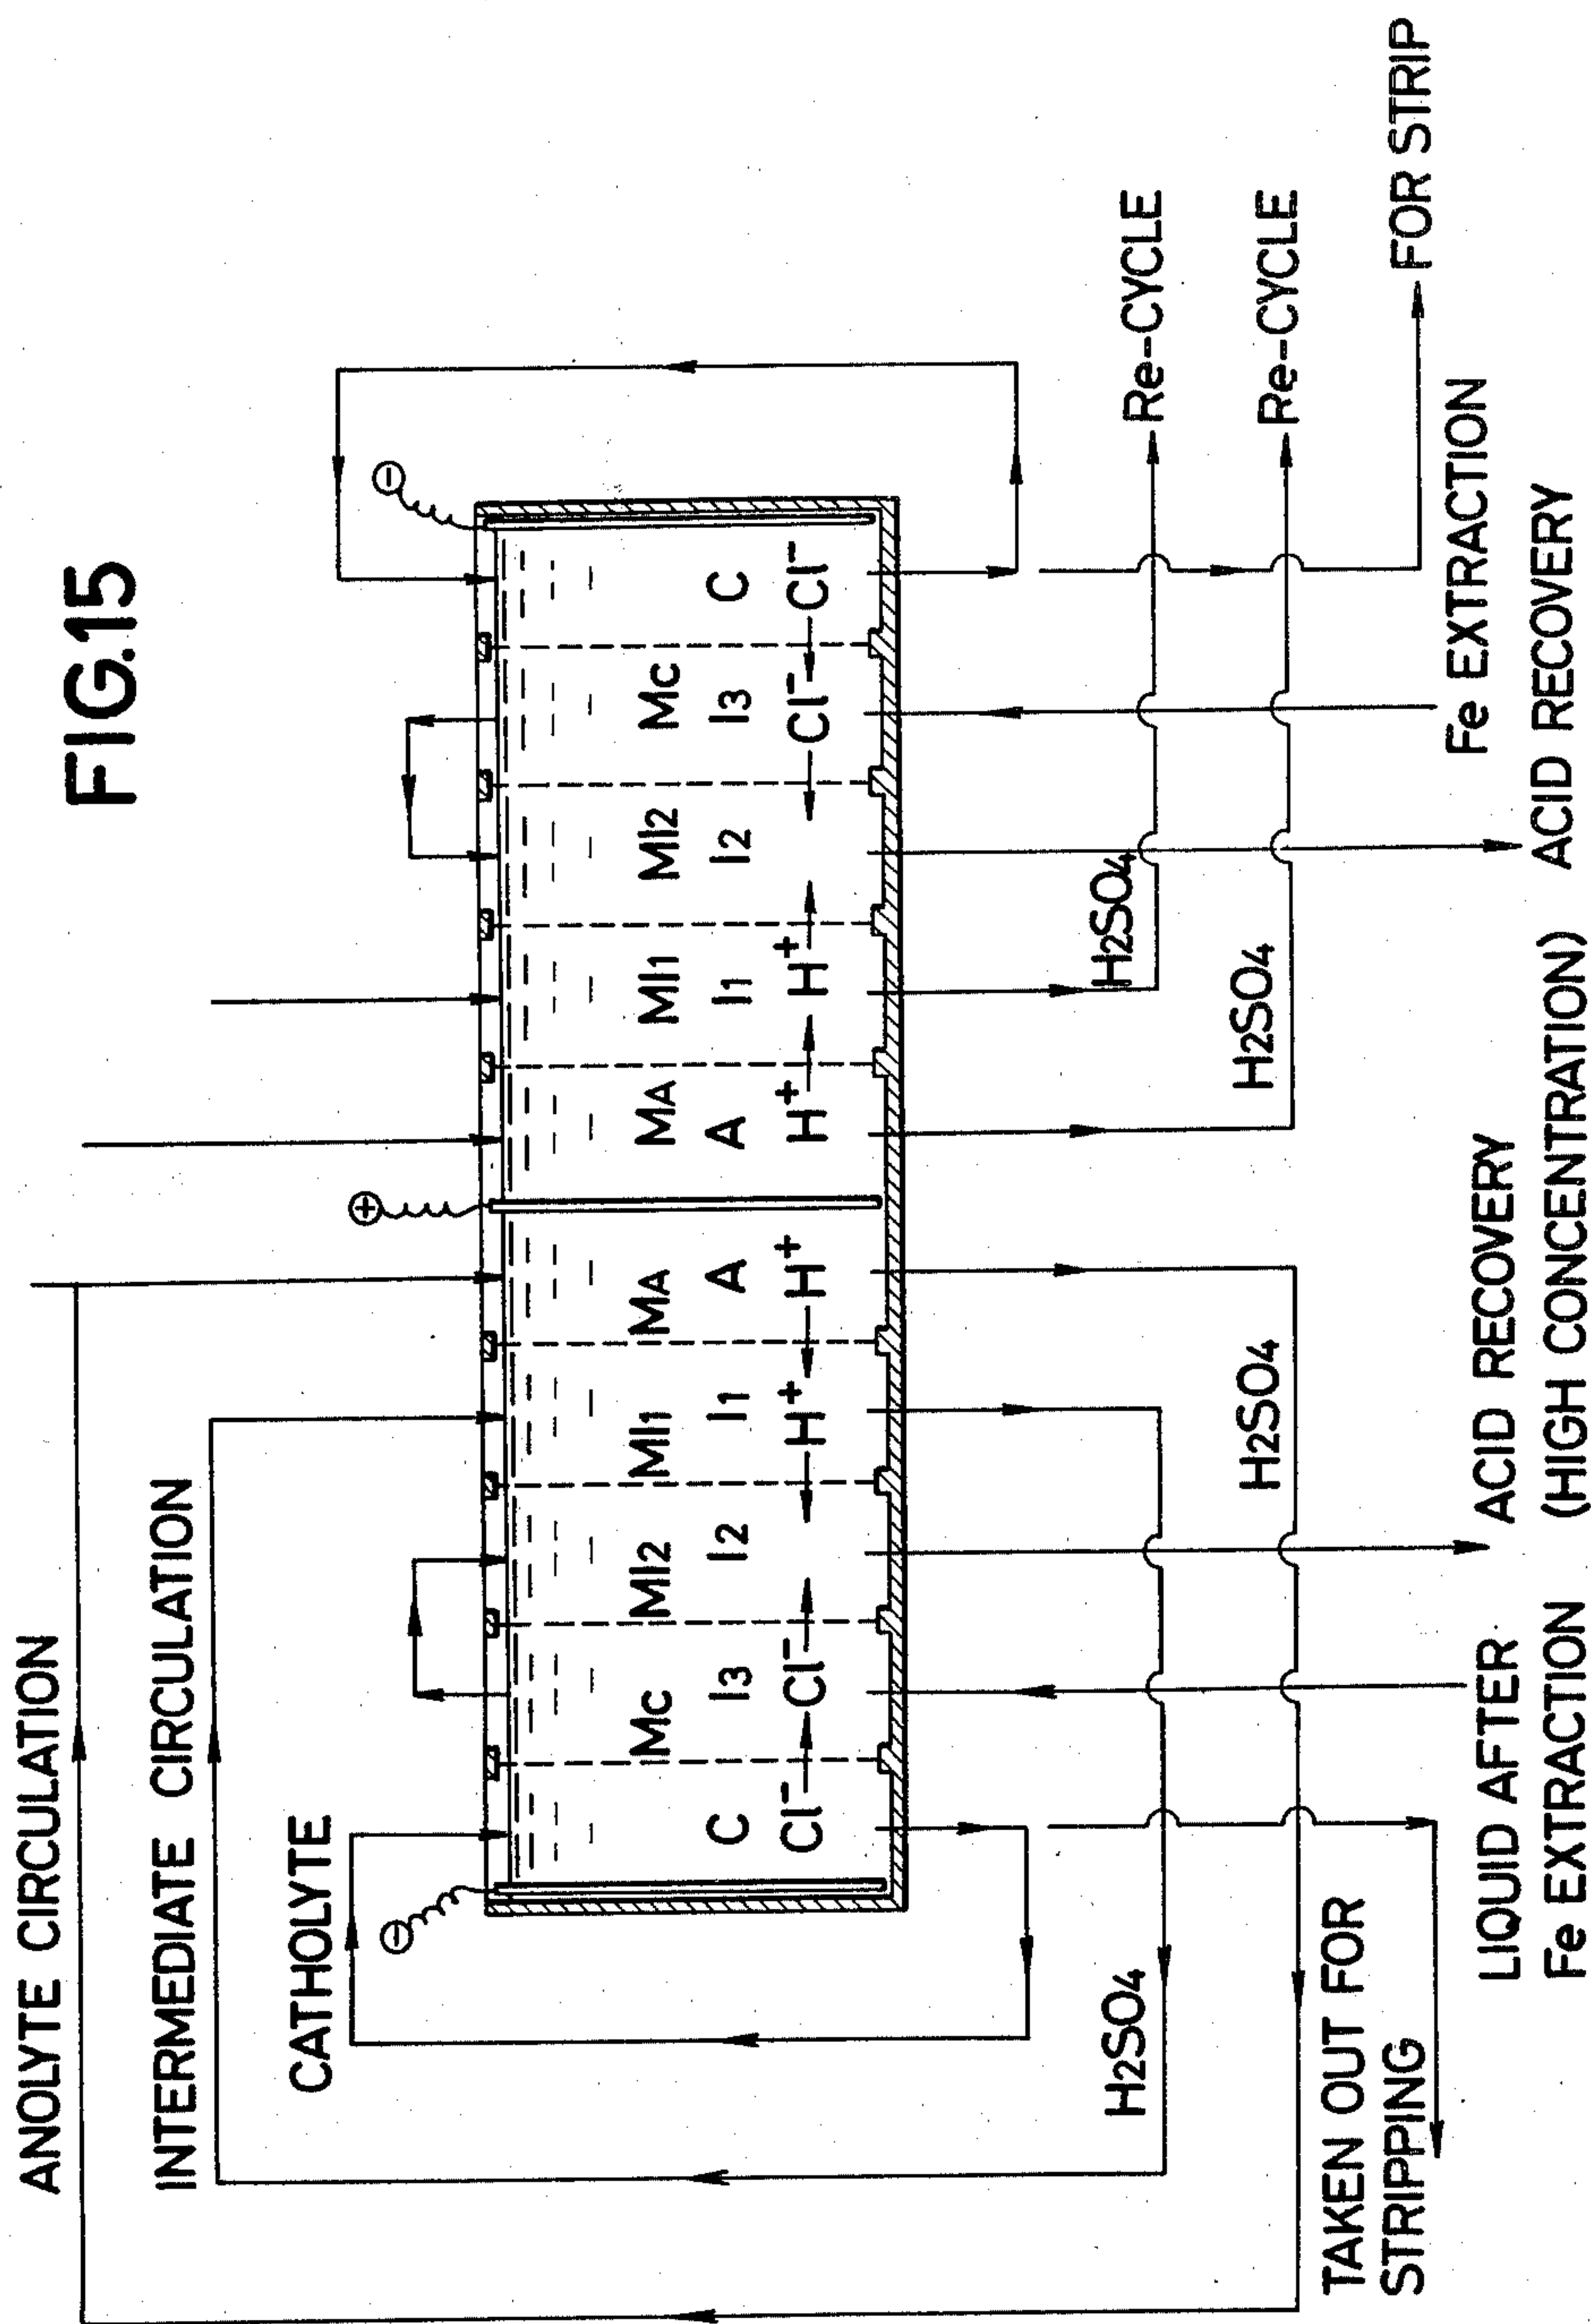 FIG.15
ANOLYTE CIRCULATION
INTERMEDIATE CIRCULATION
CATHOLYTE
⊖
⊕
⊖
Mc MI2 MI1 MA MA MI1 MI2 Mc
C I3 I2 I1 A A I1 I2 I3 C
Cl⁻ Cl⁻ H⁺ H⁺ H⁺ H⁺ Cl⁻ Cl⁻
H2SO4
H2SO4
H2SO4
H2SO4
Re-CYCLE
Re-CYCLE
FOR STRIP
TAKEN OUT FOR
STRIPPING
LIQUID AFTER
Fe EXTRACTION
ACID RECOVERY
(HIGH CONCENTRATION)
Fe EXTRACTION
ACID RECOVERY